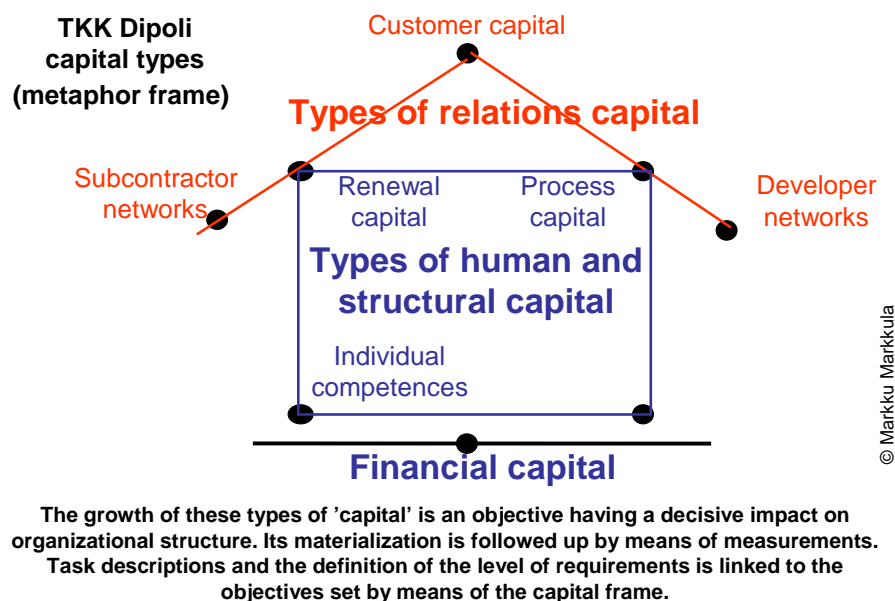 TKK Dipoli
capital types
(metaphor frame)
Customer capital
Types of relations capital
Subcontractor
networks
Renewal
capital
Process
capital
Developer
networks
Types of human and
structural capital
Individual
competences
Financial capital
© Markku Markkula
The growth of these types of ’capital’ is an objective having a decisive impact on
organizational structure. Its materialization is followed up by means of measurements.
Task descriptions and the definition of the level of requirements is linked to the
objectives set by means of the capital frame.